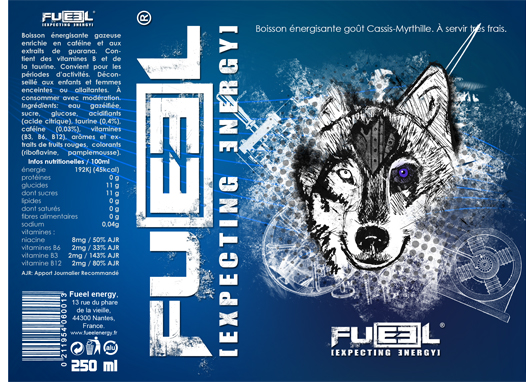 FUEEL
[EXPECTING ENERGY]
Boisson énergisante gazeuse
enrichie en caféine et aux
extraits de guarana. Con-
tient des vitamines B et de
la taurine. Convient pour les
périodes d'activités. Décon-
seillé aux enfants et femmes
enceintes ou allaitantes. À
consommer avec modération.
Ingrédients: eau gazéifiée,
sucre, glucose, acidifiants
(acide citrique), taurine (0,4%),
caféine (0,03%), vitamines
(B3, B6, B12), arômes et ex-
traits de fruits rouges, colorants
(riboflavine, pamplemousse).
Infos nutritionelles / 100ml
énergie 192Kj (45kcal)
protéines 0 g
glucides 11 g
dont sucres 11 g
lipides 0 g
dont saturés 0 g
fibres alimentaires 0 g
sodium 0,04g
vitamines :
niacine 8mg / 50% AJR
vitamines B6 2mg / 33% AJR
vitamine B3 2mg / 143% AJR
vitamine B12 2mg / 80% AJR
AJR: Apport Journalier Recommandé
0 211954 060013
Fueel energy.
13 rue du phare
de la vieille,
44300 Nantes,
France.
www.fueelenergy.fr
alu
250 ml
FUEEL ®
[EXPECTING ENERGY]
Boisson énergisante goût Cassis-Myrthille. À servir très frais.
FUEEL
[EXPECTING ENERGY]